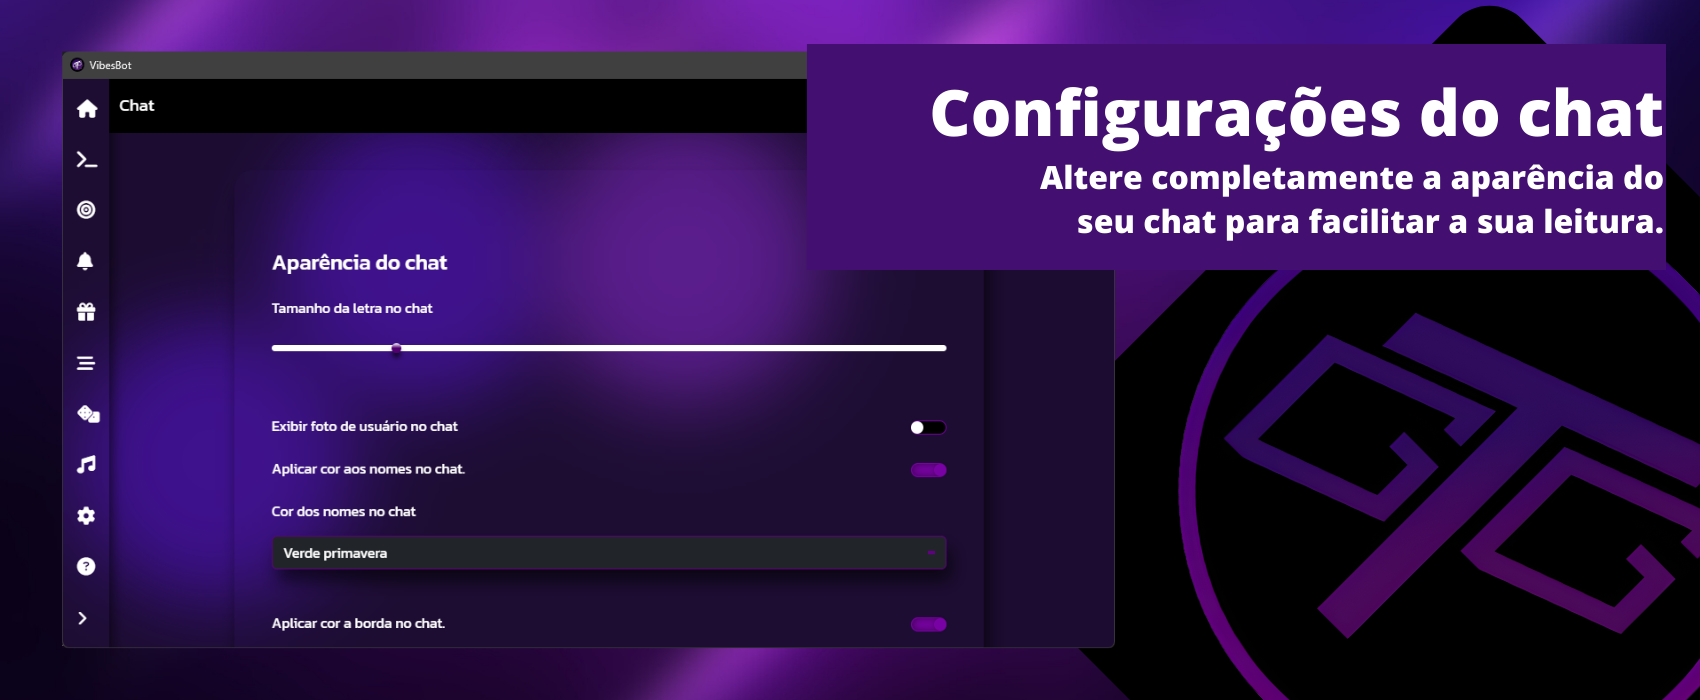 VibesBot
Chat
Configurações do chat
Altere completamente a aparência do
seu chat para facilitar a sua leitura.
Aparência do chat
Tamanho da letra no chat
Exibir foto de usuário no chat
Aplicar cor aos nomes no chat.
Cor dos nomes no chat
Verde primavera
Aplicar cor a borda no chat.